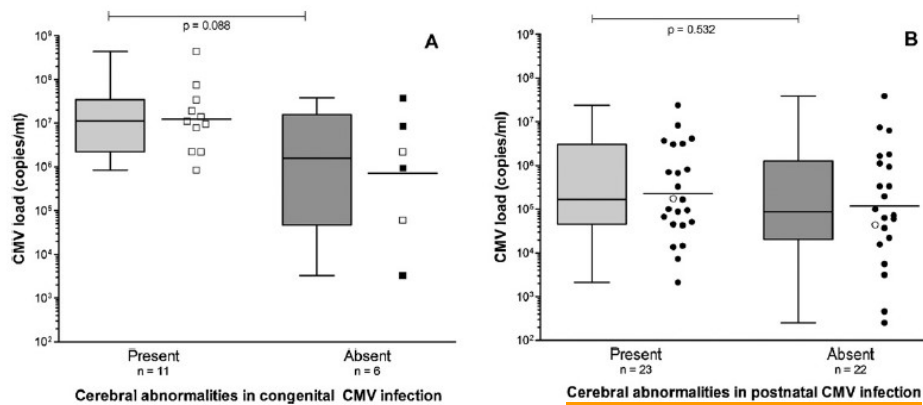 p = 0.088
A
CMV load (copies/ml)
10⁹
10⁸
10⁷
10⁶
10⁵
10⁴
10³
10²
Present
n = 11
Absent
n = 6
Cerebral abnormalities in congenital CMV infection
p = 0.532
B
CMV load (copies/ml)
10⁹
10⁸
10⁷
10⁶
10⁵
10⁴
10³
10²
Present
n = 23
Absent
n = 22
Cerebral abnormalities in postnatal CMV infection